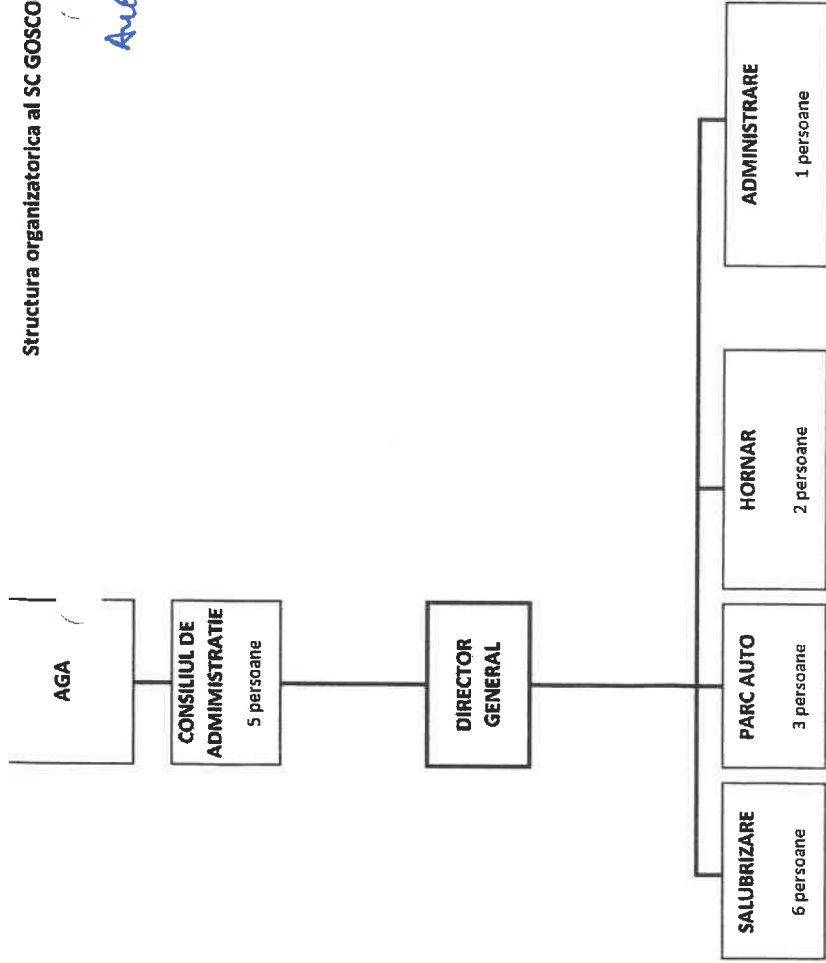 Structura organizatorica al SC GOSCO
AGA
CONSILIUL DE
ADMIMISTRATIE
5 persoane
DIRECTOR
GENERAL
SALUBRIZARE
6 persoane
PARC AUTO
3 persoane
HORNAR
2 persoane
ADMINISTRARE
1 persoane